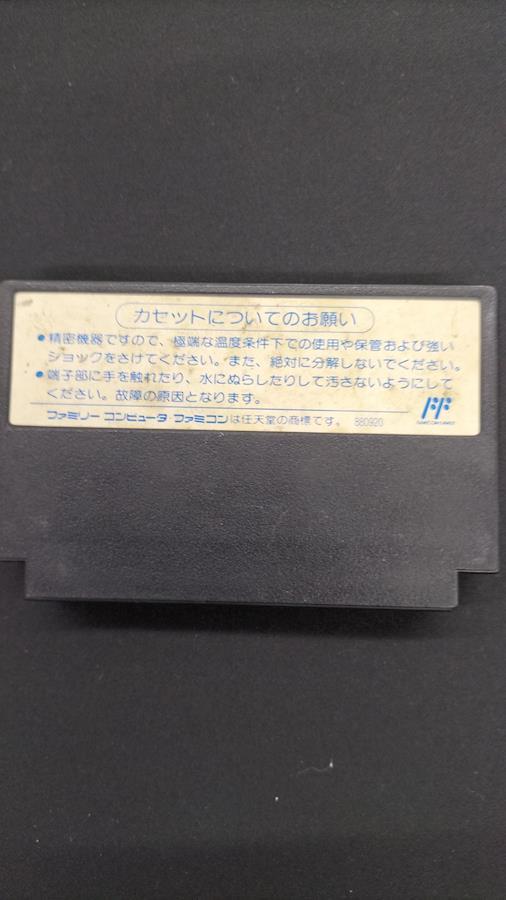 カセットについてのお願い
●精密機器ですので、極端な温度条件下での使用や保管および強い
ショックをさけてください。また、絶対に分解しないでください。
●端子部に手を触れたり、水にぬらしたりして汚さないようにして
ください。故障の原因となります。
ファミリー コンピュータ ファミコンは任天堂の商標です。 880920